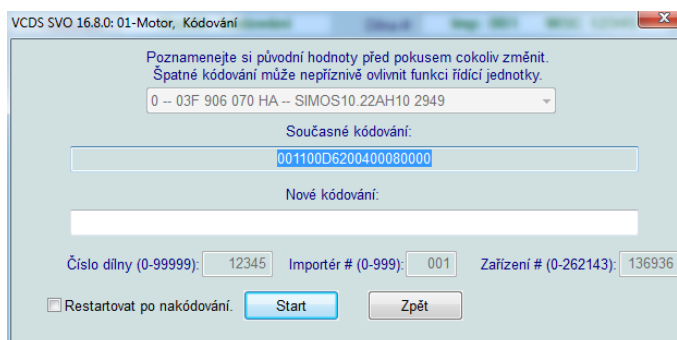 VCDS SVO 16.8.0: 01-Motor, Kódování
Poznamenejte si původní hodnoty před pokusem cokoliv změnit.
Špatné kódování může nepříznivě ovlivnit funkci řídící jednotky.
0 -- 03F 906 070 HA -- SIMOS10.22AH10 2949
Současné kódování:
001100D6200400080000
Nové kódování:
Číslo dílny (0-99999): 12345 Importér # (0-999): 001 Zařízení # (0-262143): 136936
Restartovat po nakódování. Start Zpět